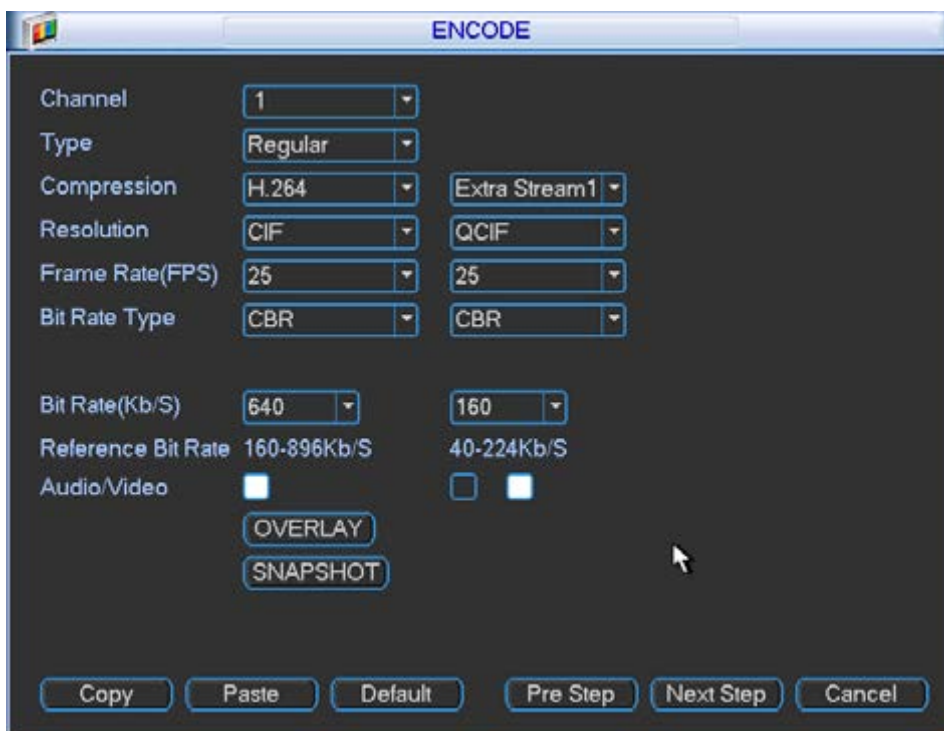 ENCODE
Channel 1
Type Regular
Compression H.264 Extra Stream1
Resolution CIF QCIF
Frame Rate(FPS) 25 25
Bit Rate Type CBR CBR
Bit Rate(Kb/S) 640 160
Reference Bit Rate 160-896Kb/S 40-224Kb/S
Audio/Video
OVERLAY
SNAPSHOT
Copy Paste Default Pre Step Next Step Cancel